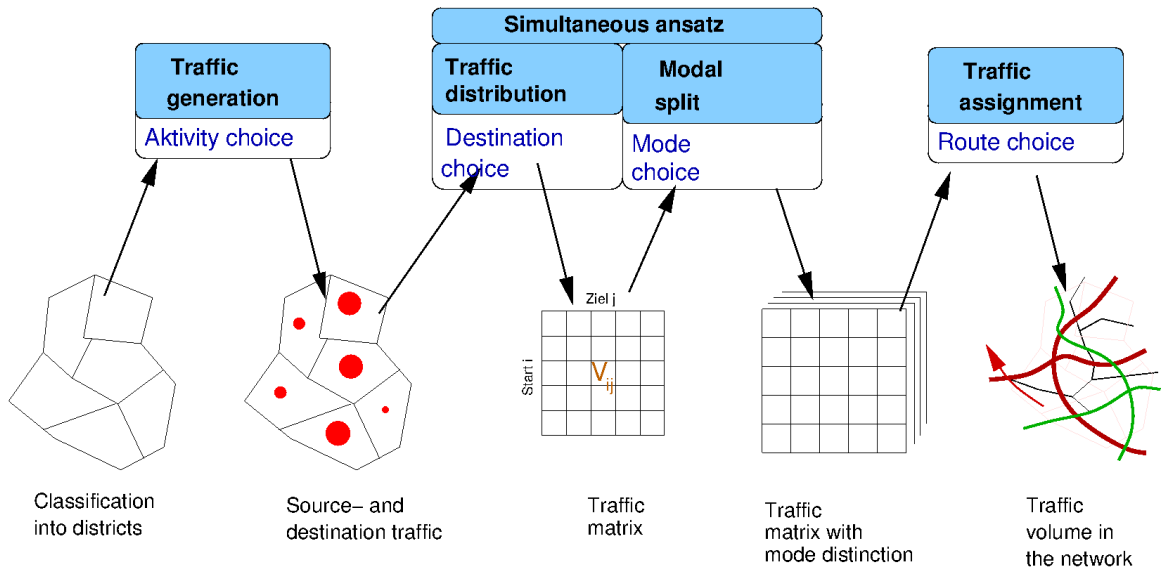 Simultaneous ansatz
Traffic
generation
Aktivity choice
Traffic
distribution
Destination
choice
Modal
split
Mode
choice
Traffic
assignment
Route choice
Ziel j
Start i
Vij
Classification
into districts
Source− and
destination traffic
Traffic
matrix
Traffic
matrix with
mode distinction
Traffic
volume in
the network